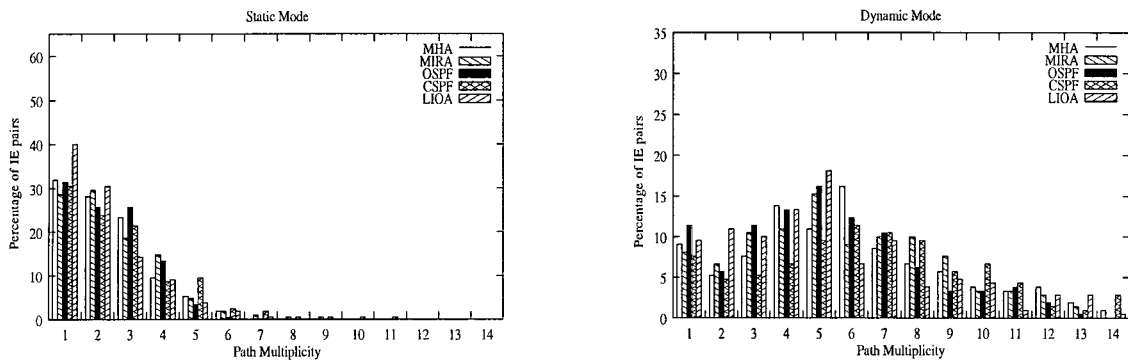 Static Mode
Percentage of IE pairs
60
50
40
30
20
10
0
MHA
MIRA
OSPF
CSPF
LIOA
1 2 3 4 5 6 7 8 9 10 11 12 13 14
Path Multiplicity
Dynamic Mode
Percentage of IE pairs
35
30
25
20
15
10
5
0
MHA
MIRA
OSPF
CSPF
LIOA
1 2 3 4 5 6 7 8 9 10 11 12 13 14
Path Multiplicity